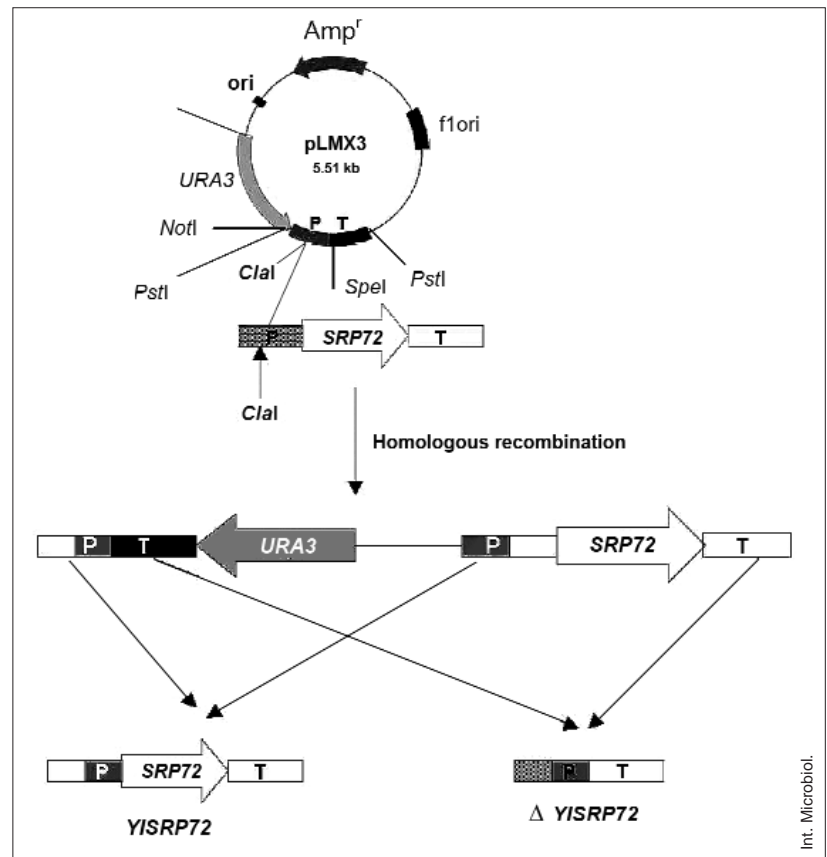 Ampʳ
ori
f1ori
pLMX3
5.51 kb
URA3
P T
NotI
ClaI
PstI
SpeI
PstI
P SRP72 T
ClaI
Homologous recombination
P T URA3 P SRP72 T
P SRP72 T
P T
YISRP72
Δ YISRP72
Int. Microbiol.